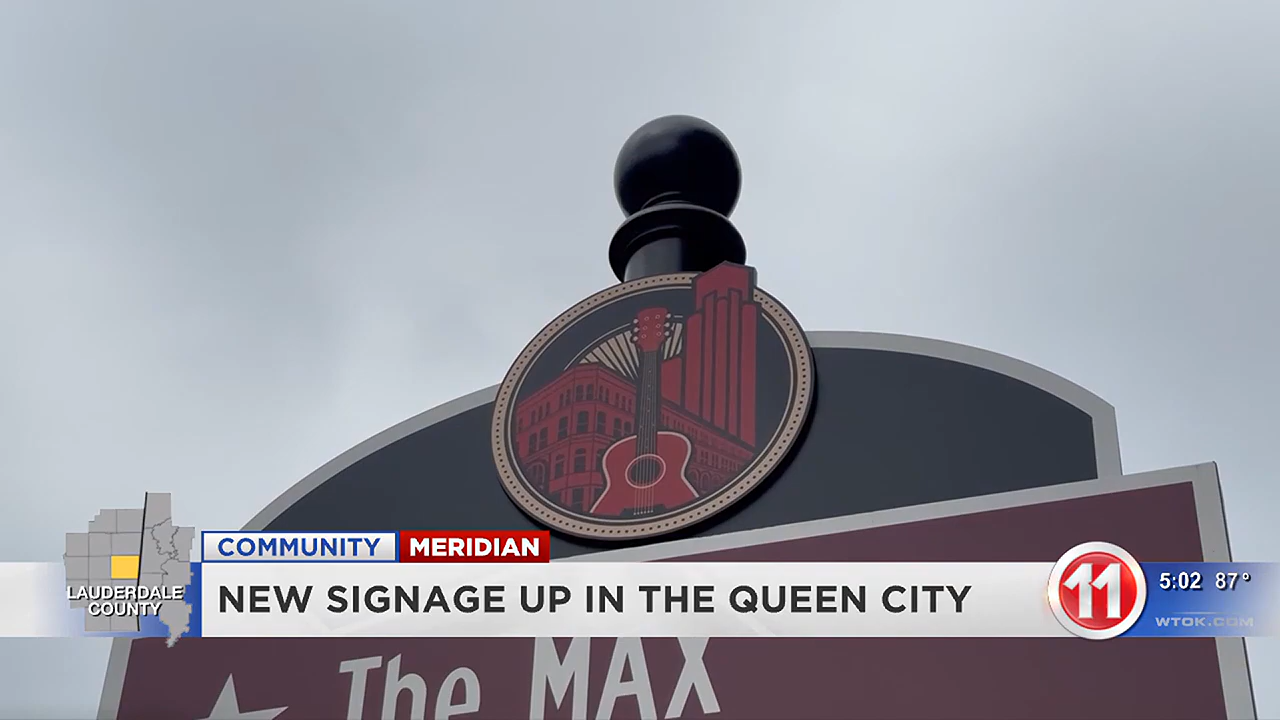 COMMUNITY MERIDIAN
LAUDERDALE
COUNTY
NEW SIGNAGE UP IN THE QUEEN CITY
11
5:02 87°
WTOK.COM
The MAX